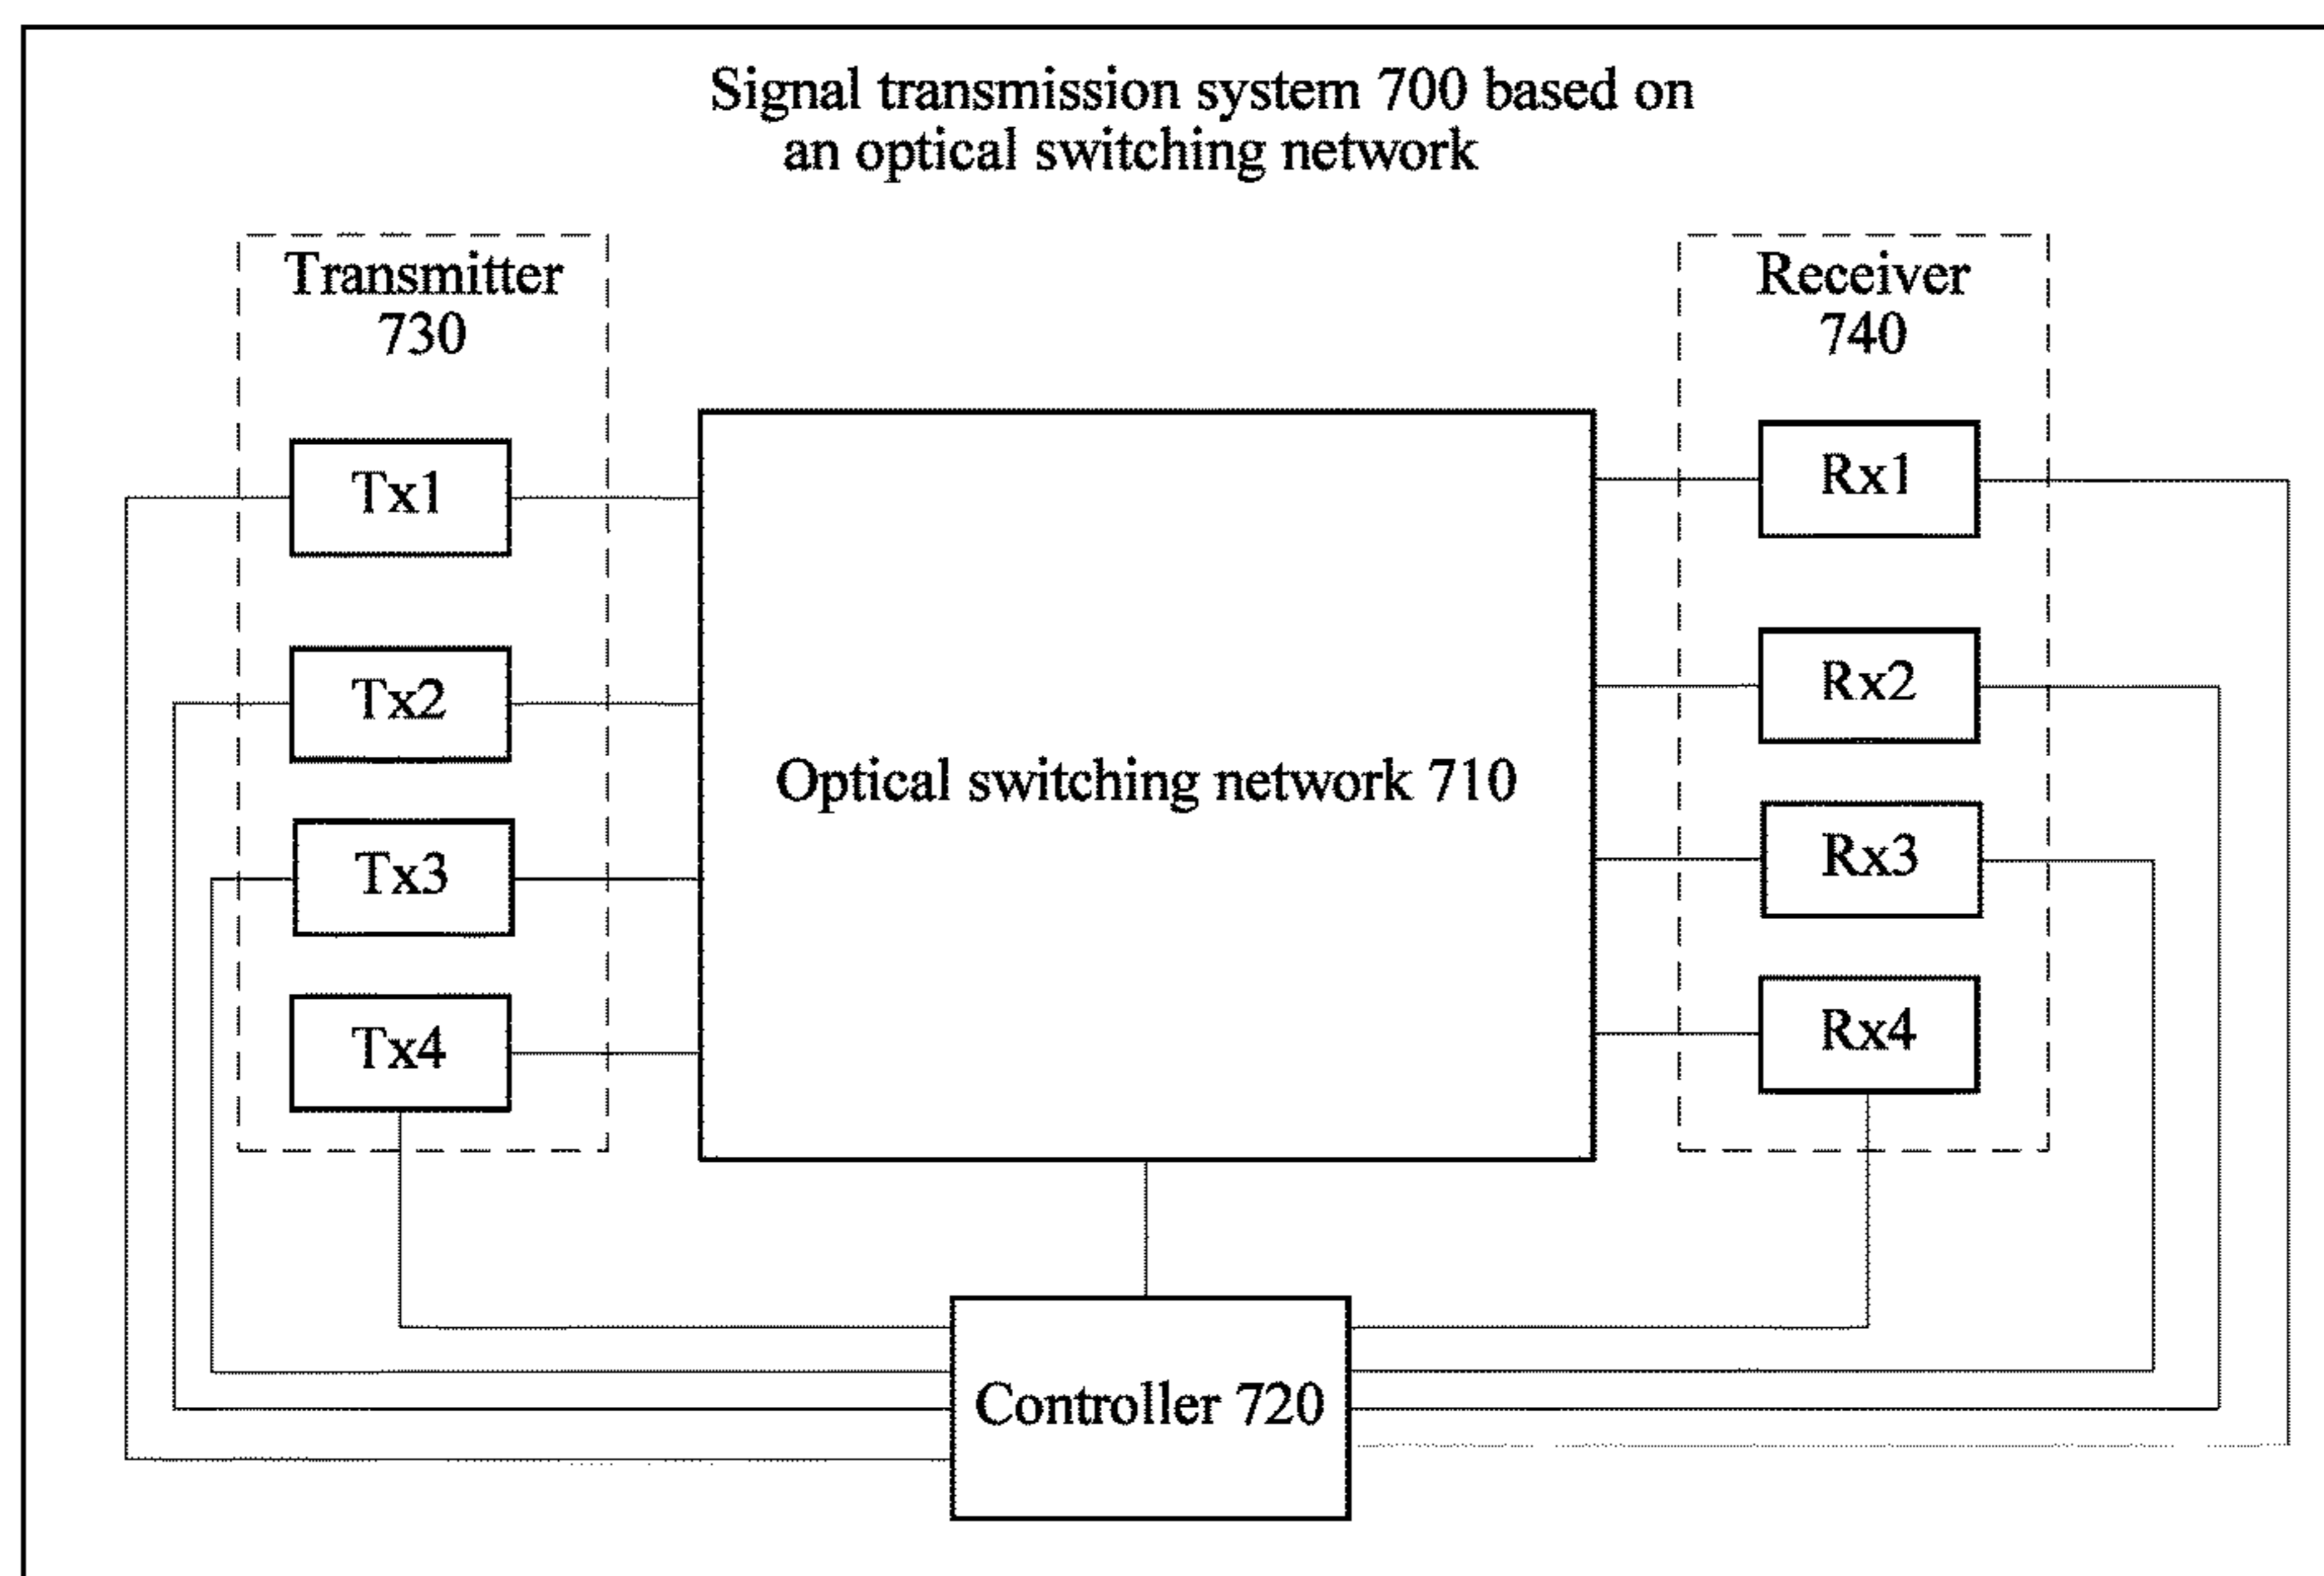 Signal transmission system 700 based on
an optical switching network
Transmitter
730
Receiver
740
Tx1
Rx1
Tx2
Rx2
Optical switching network 710
Tx3
Rx3
Tx4
Rx4
Controller 720